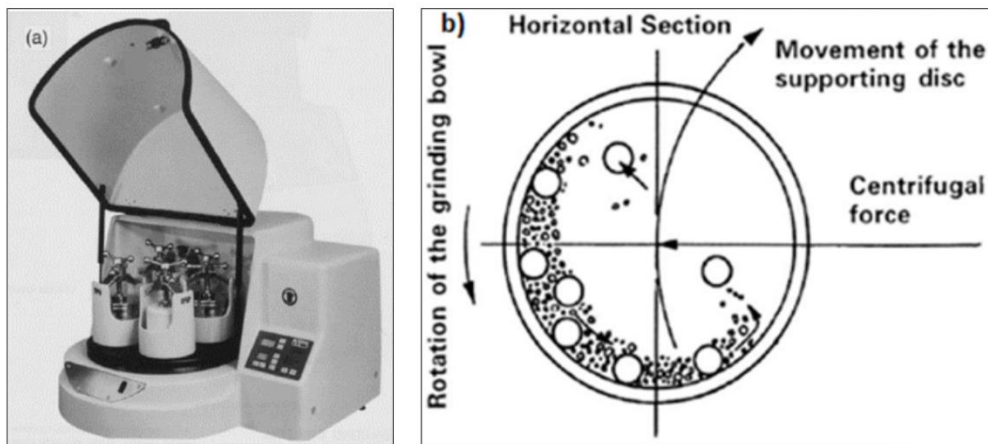 (a)
b)
Horizontal Section
Movement of the
supporting disc
Centrifugal
force
Rotation of the grinding bowl